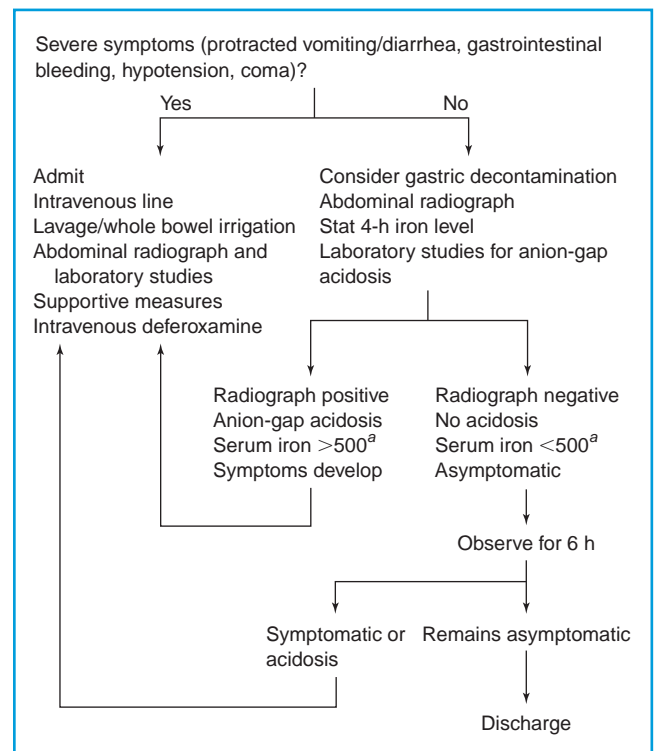 Severe symptoms (protracted vomiting/diarrhea, gastrointestinal
bleeding, hypotension, coma)?
Yes
No
Admit
Intravenous line
Lavage/whole bowel irrigation
Abdominal radiograph and
laboratory studies
Supportive measures
Intravenous deferoxamine
Consider gastric decontamination
Abdominal radiograph
Stat 4-h iron level
Laboratory studies for anion-gap
acidosis
Radiograph positive
Anion-gap acidosis
Serum iron >500a
Symptoms develop
Radiograph negative
No acidosis
Serum iron <500a
Asymptomatic
Observe for 6 h
Symptomatic or
acidosis
Remains asymptomatic
Discharge